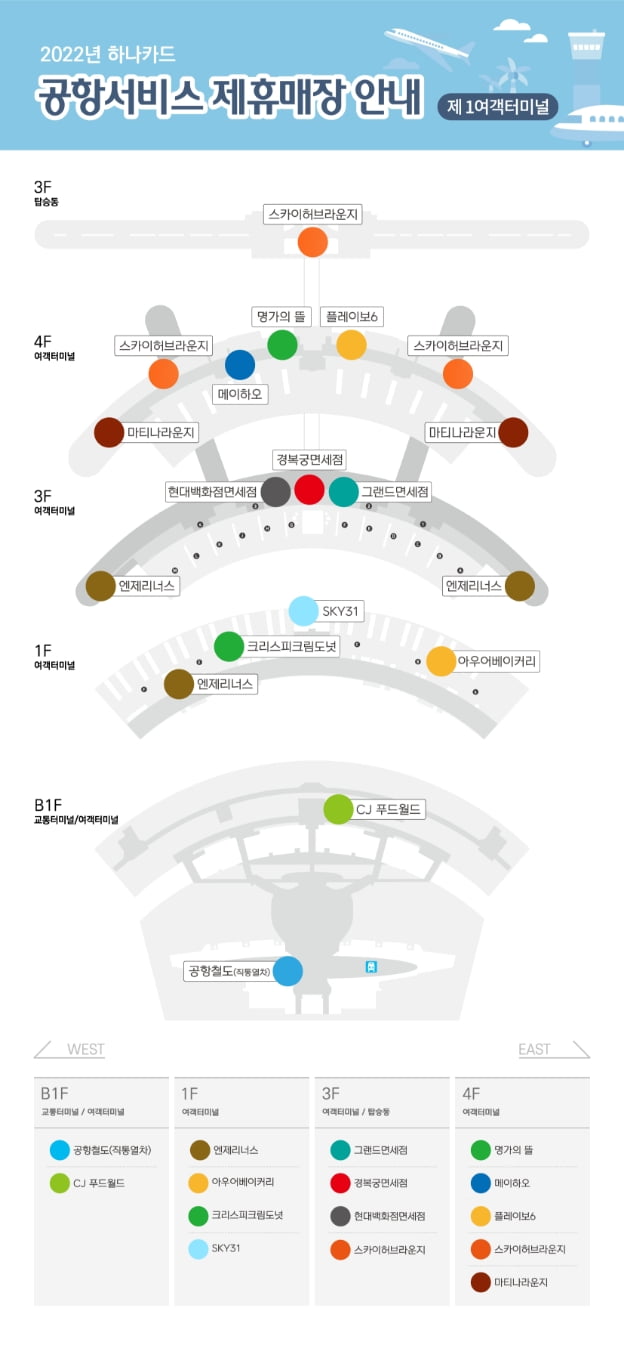 2022년 하나카드
공항서비스 제휴매장 안내
제 1여객터미널
3F
탑승동
스카이허브라운지
4F
여객터미널
명가의 뜰
플레이보6
스카이허브라운지
스카이허브라운지
메이하오
마티나라운지
마티나라운지
3F
여객터미널
경복궁면세점
현대백화점면세점
그랜드면세점
엔제리너스
엔제리너스
1F
여객터미널
SKY31
크리스피크림도넛
아우어베이커리
엔제리너스
B1F
교통터미널/여객터미널
CJ 푸드월드
공항철도(직통열차)
WEST
EAST
B1F
교통터미널 / 여객터미널
공항철도(직통열차)
CJ 푸드월드
1F
여객터미널
엔제리너스
아우어베이커리
크리스피크림도넛
SKY31
3F
여객터미널 / 탑승동
그랜드면세점
경복궁면세점
현대백화점면세점
스카이허브라운지
4F
여객터미널
명가의 뜰
메이하오
플레이보6
스카이허브라운지
마티나라운지